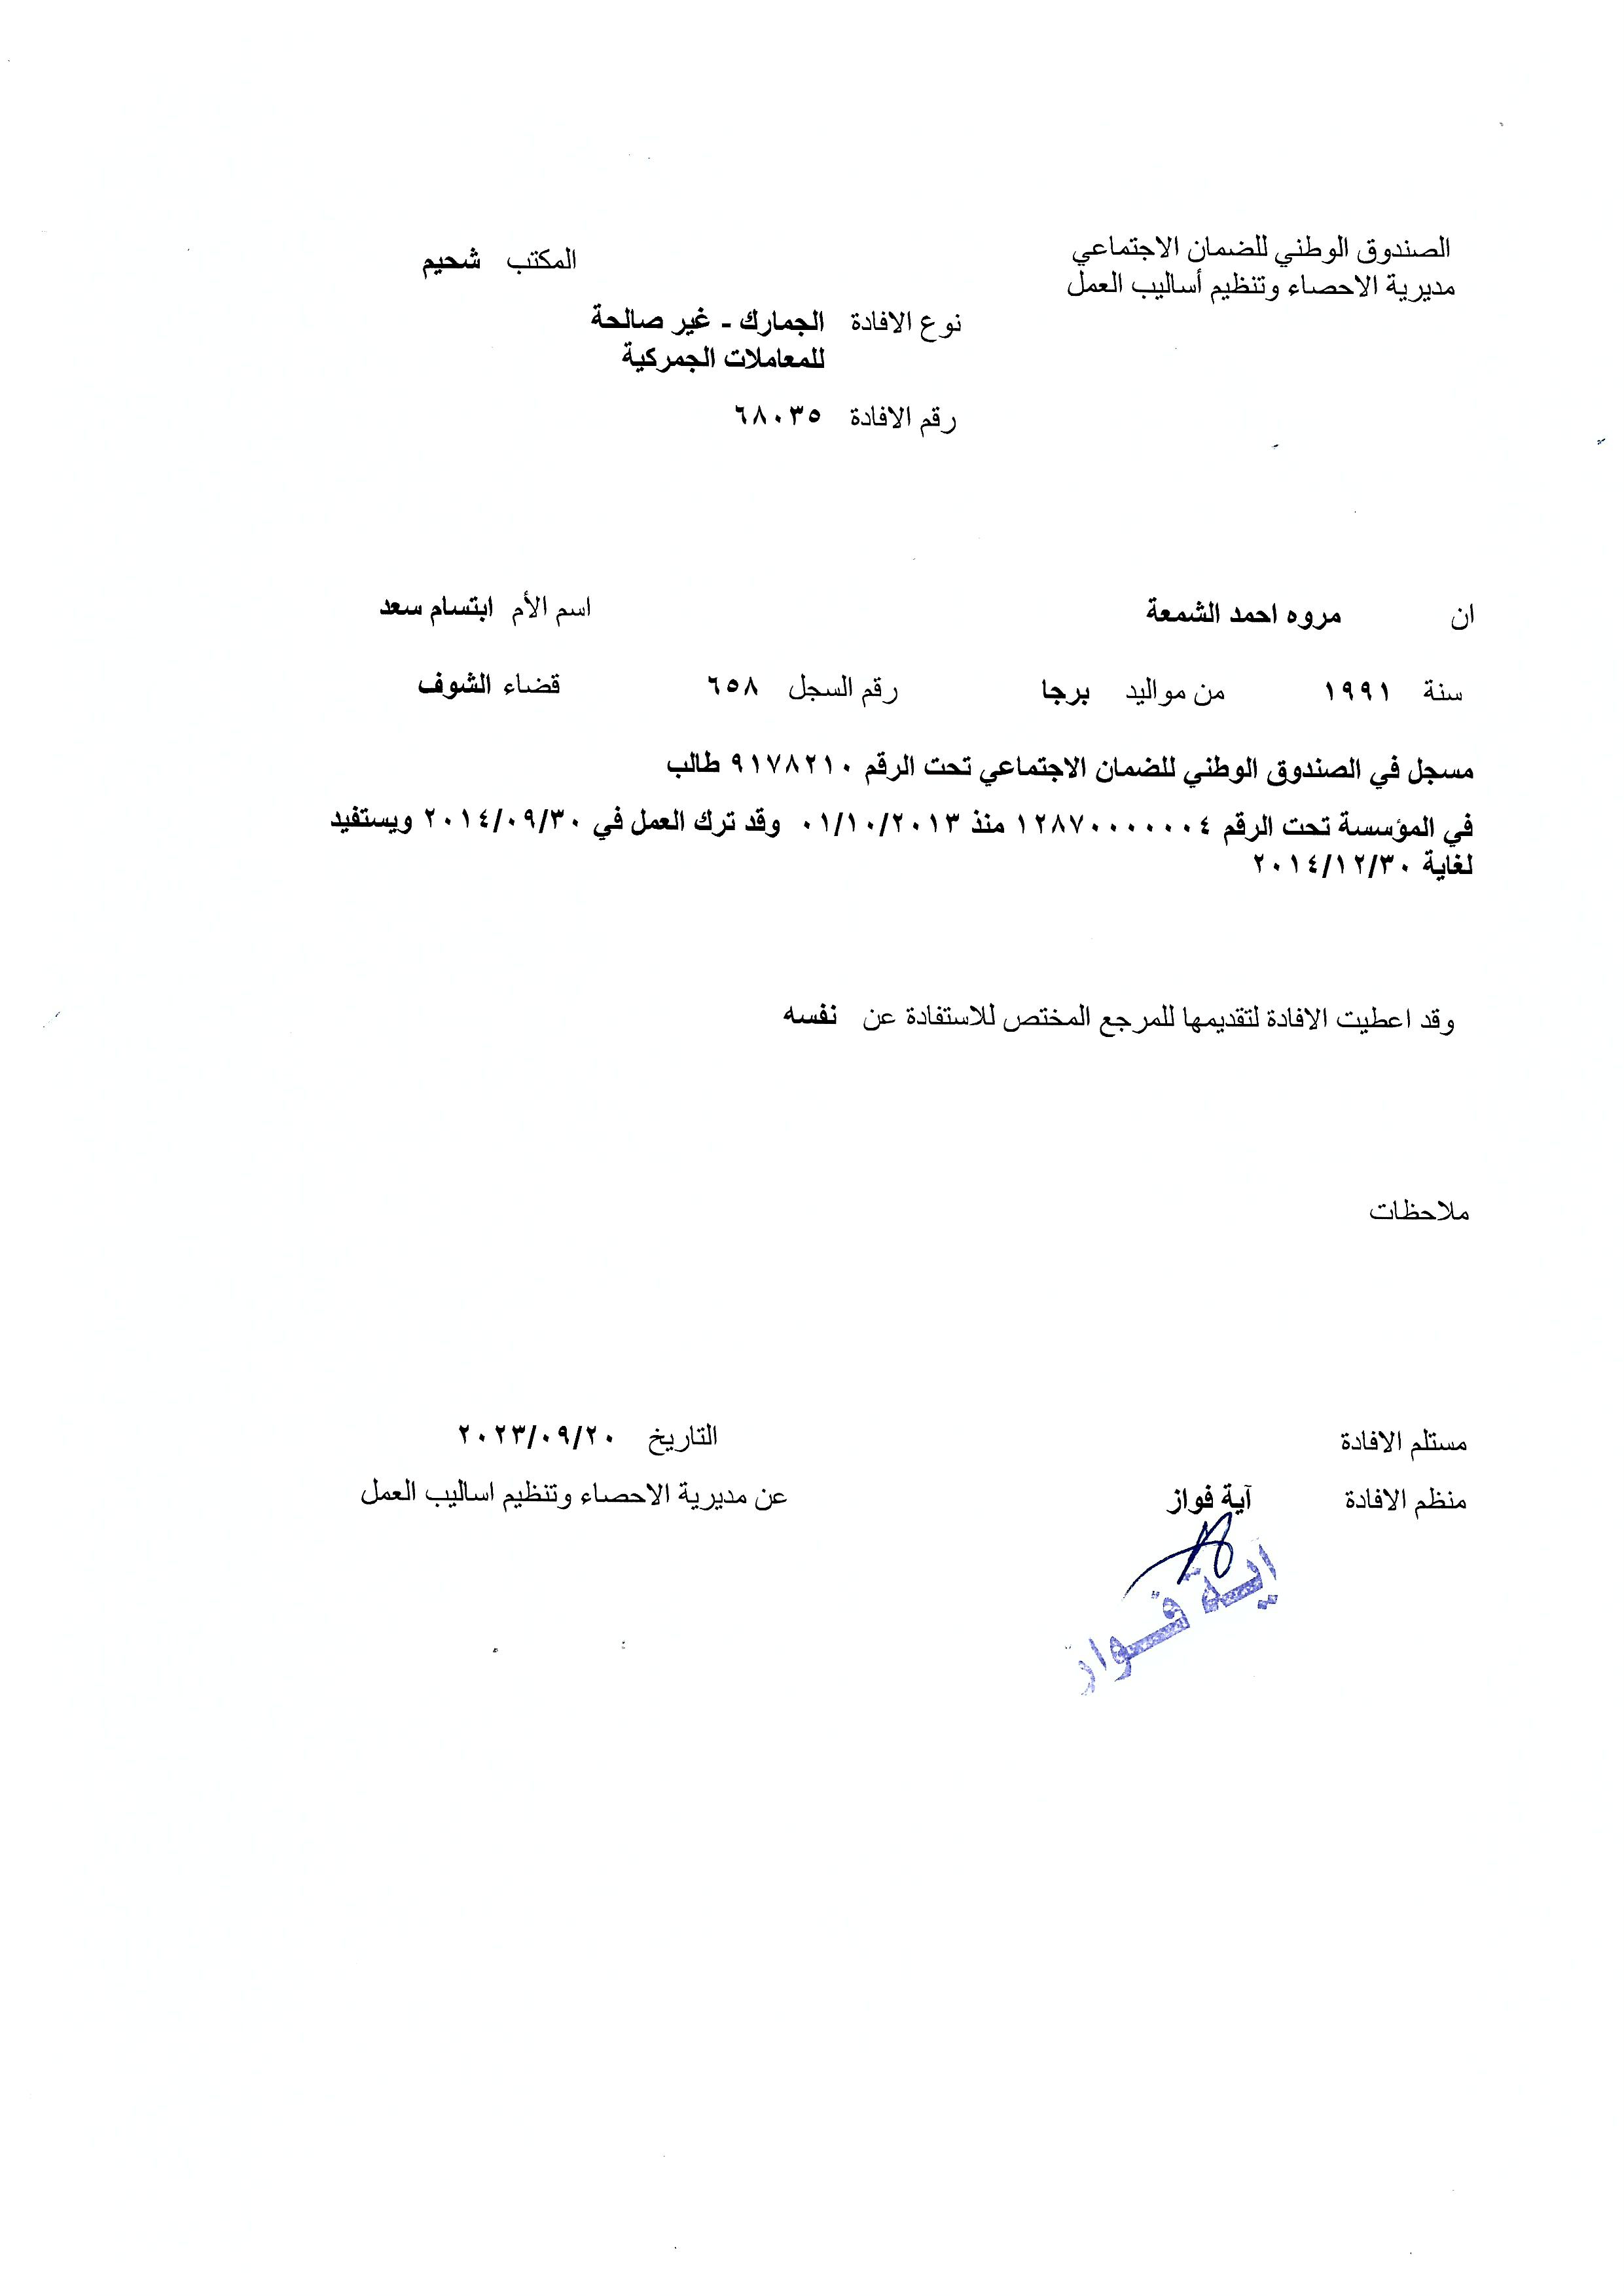 الصندوق الوطني للضمان الاجتماعي
المكتب شحيم
مديرية الاحصاء وتنظيم أساليب العمل
نوع الافادة الجمارك - غير صالحة
للمعاملات الجمركية
رقم الافادة ٦٨٠٣٥
ان مروه احمد الشمعة اسم الأم ابتسام سعد
سنة ١٩٩١ من مواليد برجا رقم السجل ٦٥٨ قضاء الشوف
مسجل في الصندوق الوطني للضمان الاجتماعي تحت الرقم ٩١٧٨٢١٠ طالب
في المؤسسة تحت الرقم ١٢٨٧٠٠٠٠٠٠٤ منذ ٠١/١٠/٢٠١٣ وقد ترك العمل في ٢٠١٤/٠٩/٣٠ ويستفيد
لغاية ٢٠١٤/١٢/٣٠
وقد اعطيت الافادة لتقديمها للمرجع المختص للاستفادة عن نفسه
ملاحظات
مستلم الافادة التاريخ ٢٠٢٣/٠٩/٢٠
منظم الافادة آية فواز عن مديرية الاحصاء وتنظيم اساليب العمل
اية فواز